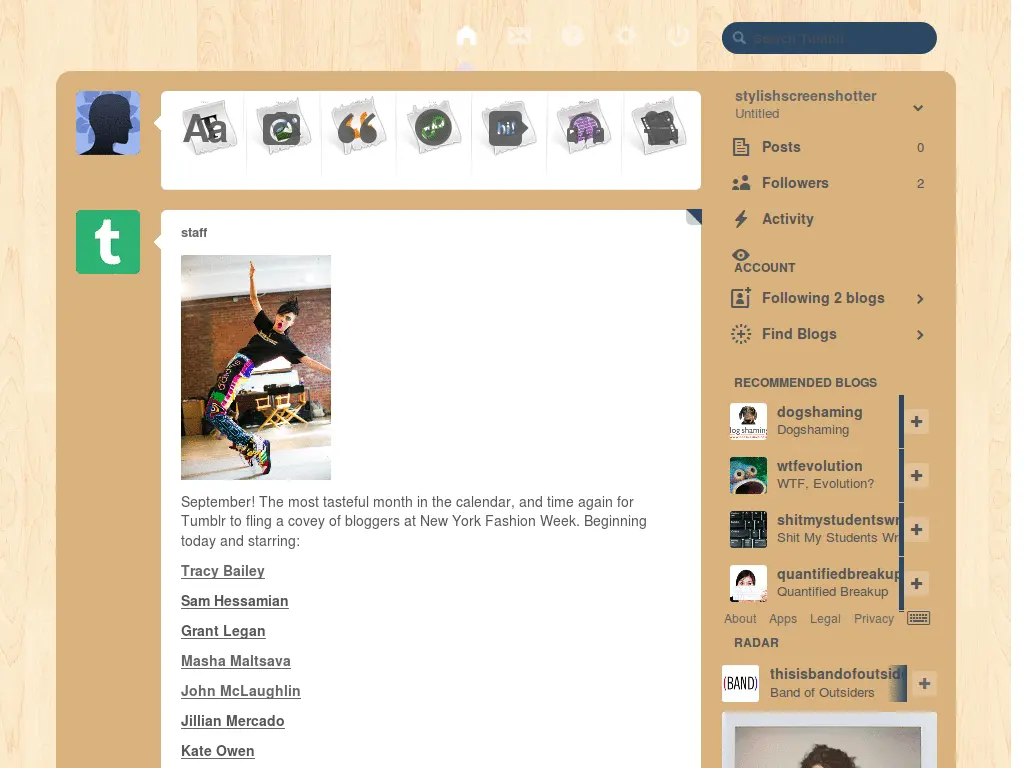 Search Tumblr
Aa
hi!
stylishscreenshotter
Untitled
Posts 0
Followers 2
Activity
ACCOUNT
Following 2 blogs
Find Blogs
RECOMMENDED BLOGS
dogshaming
Dogshaming
wtfevolution
WTF, Evolution?
shitmystudentswr
Shit My Students Wr
quantifiedbreakup
Quantified Breakup
About Apps Legal Privacy
RADAR
(BAND)
thisisbandofoutsid
Band of Outsiders
t
staff
September! The most tasteful month in the calendar, and time again for
Tumblr to fling a covey of bloggers at New York Fashion Week. Beginning
today and starring:
Tracy Bailey
Sam Hessamian
Grant Legan
Masha Maltsava
John McLaughlin
Jillian Mercado
Kate Owen